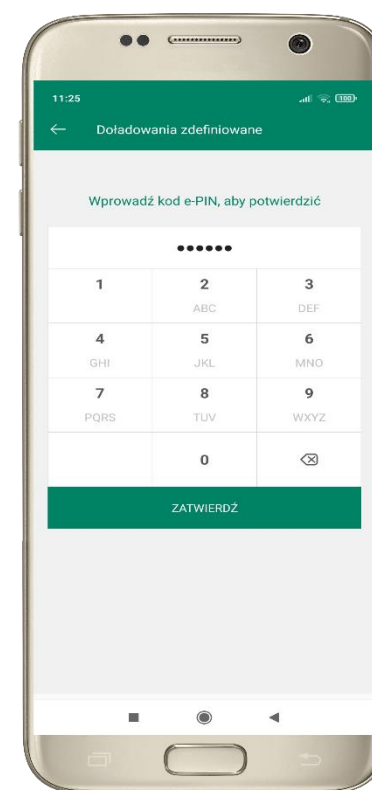 11:25
100
Doładowania zdefiniowane
Wprowadź kod e-PIN, aby potwierdzić
••••••
1 2 3
ABC DEF
4 5 6
GHI JKL MNO
7 8 9
PQRS TUV WXYZ
0
ZATWIERDŹ